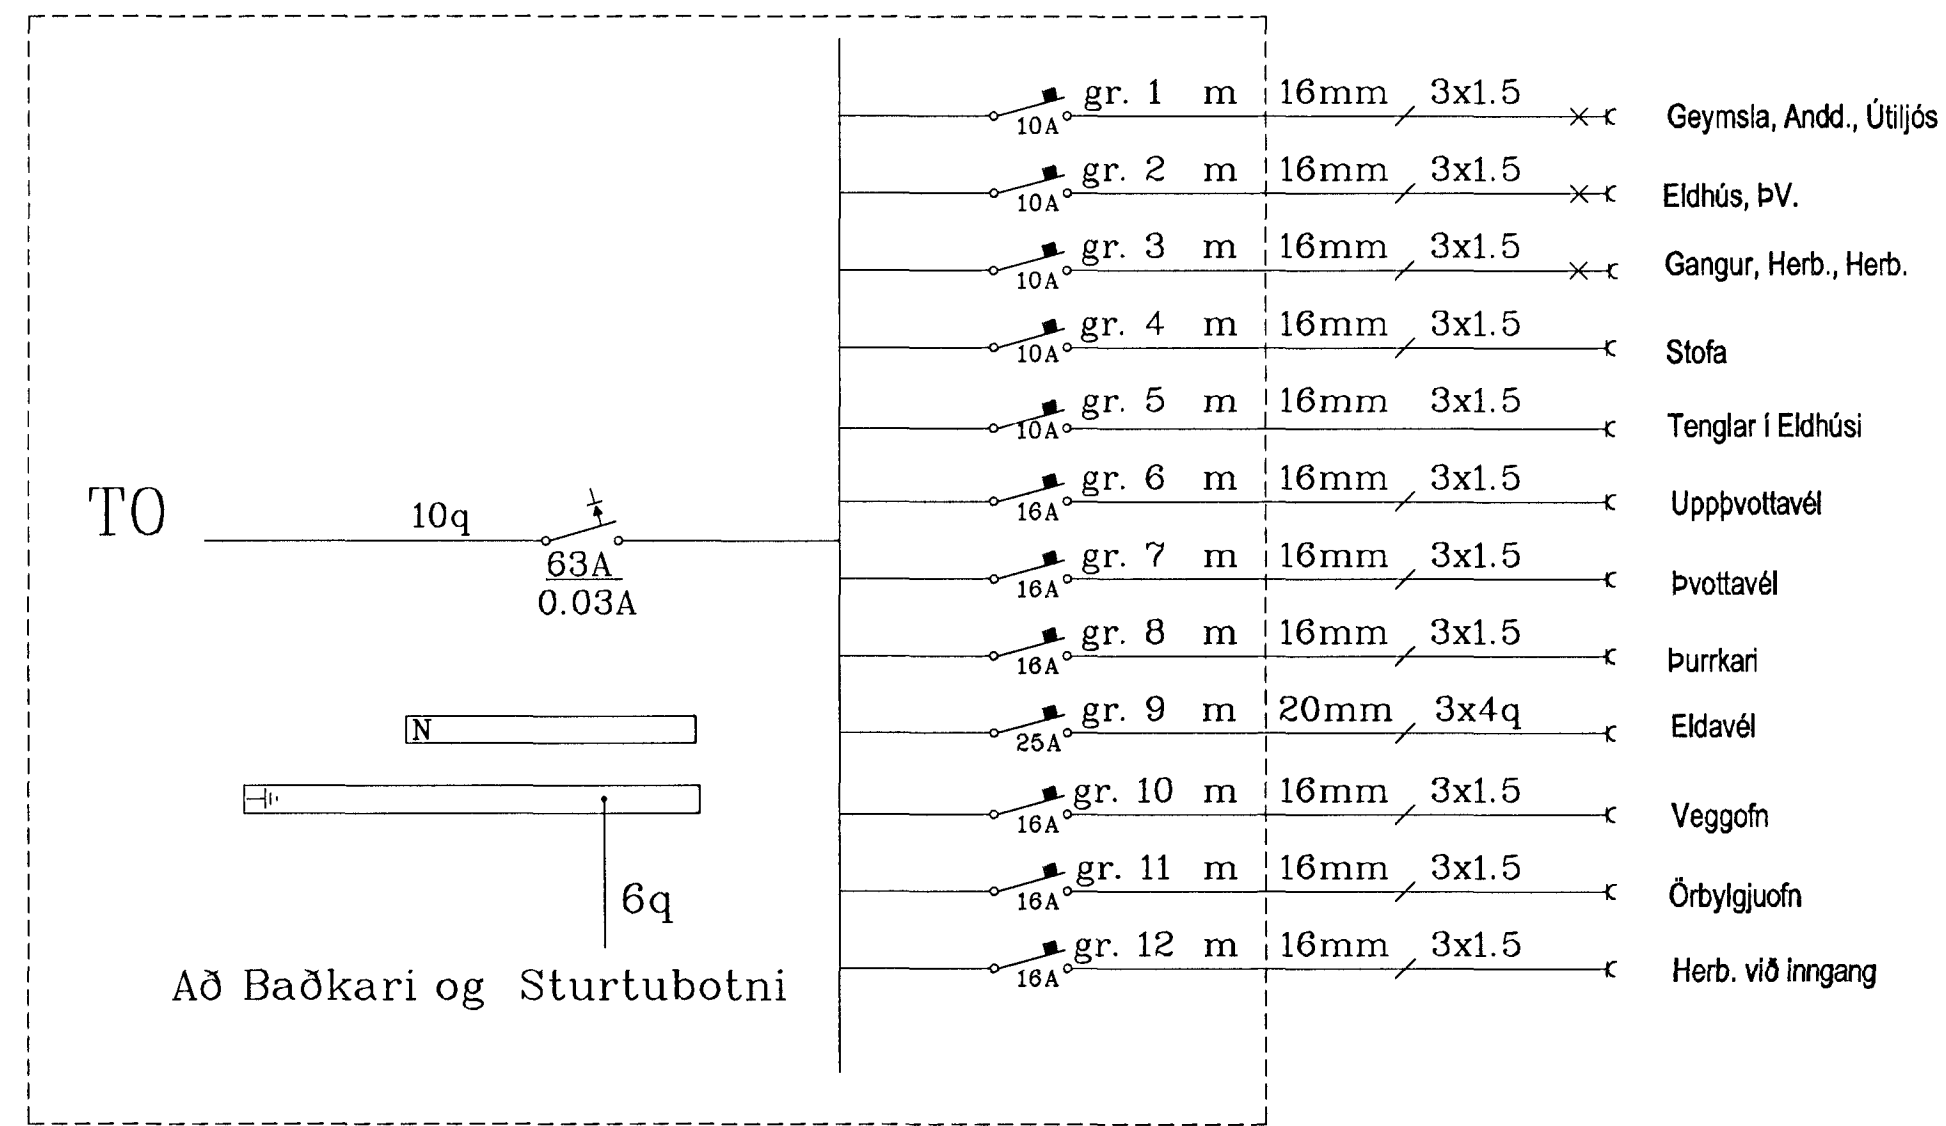 gr. 1 m 16mm 3x1.5 Geymsla, Andd., Útiljós
10A
gr. 2 m 16mm 3x1.5 Eldhús, ÞV.
10A
gr. 3 m 16mm 3x1.5 Gangur, Herb., Herb.
10A
gr. 4 m 16mm 3x1.5 Stofa
10A
gr. 5 m 16mm 3x1.5 Tenglar í Eldhúsi
10A
gr. 6 m 16mm 3x1.5 Uppþvottavél
16A
gr. 7 m 16mm 3x1.5 Þvottavél
16A
gr. 8 m 16mm 3x1.5 Þurrkari
16A
gr. 9 m 20mm 3x4q Eldavél
25A
gr. 10 m 16mm 3x1.5 Veggofn
16A
gr. 11 m 16mm 3x1.5 Örbylgjuofn
16A
gr. 12 m 16mm 3x1.5 Herb. við inngang
16A
TO
10q
63A
0.03A
N
6q
Að Baðkari og Sturtubotni